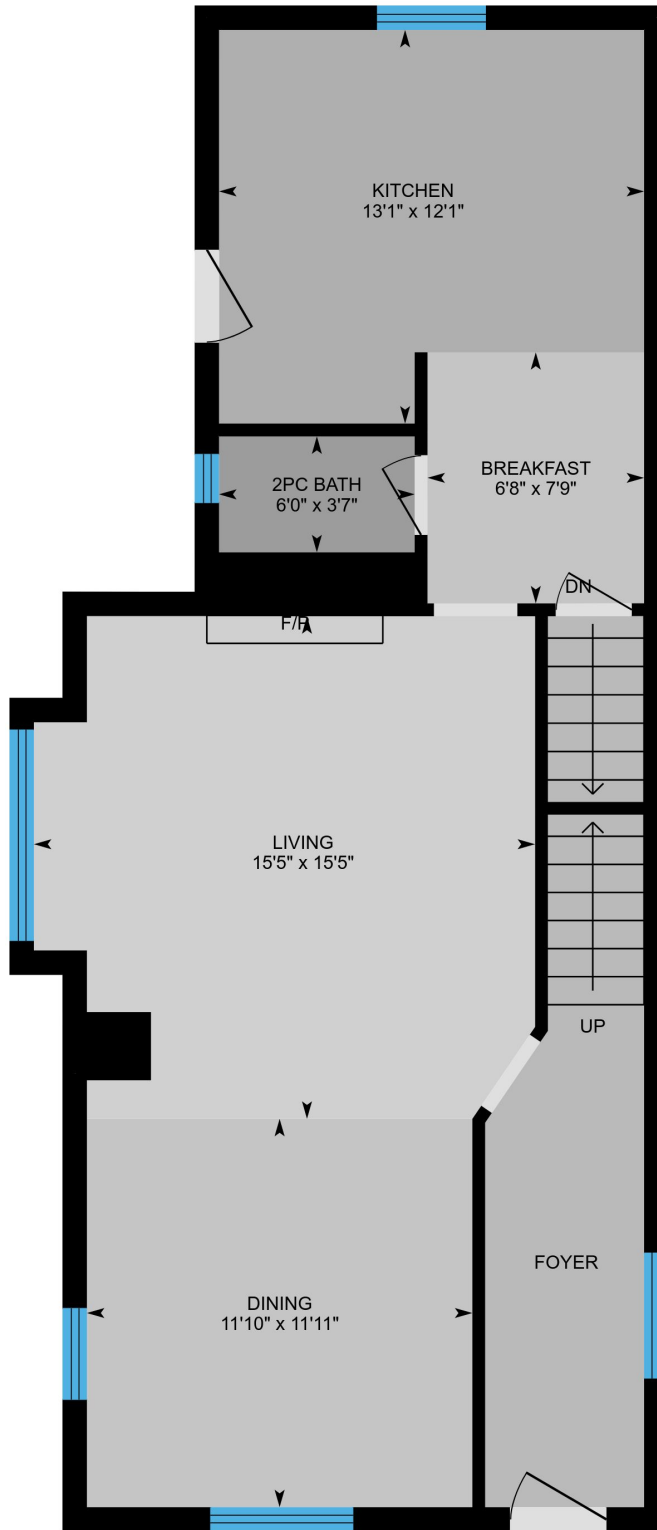 KITCHEN
13'1" x 12'1"
2PC BATH
6'0" x 3'7"
BREAKFAST
6'8" x 7'9"
DN
F/P
LIVING
15'5" x 15'5"
UP
FOYER
DINING
11'10" x 11'11"